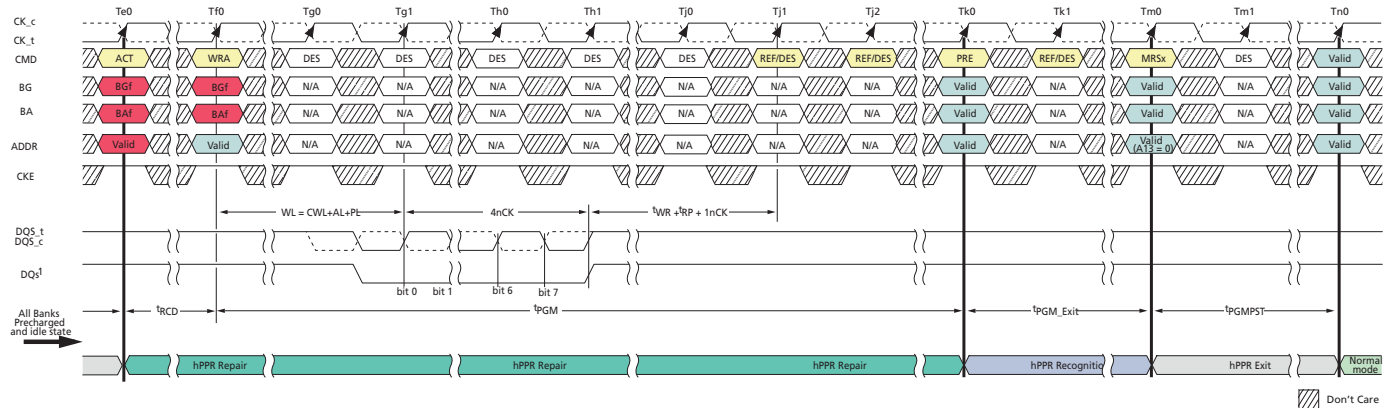 Te0 Tf0 Tg0 Tg1 Th0 Th1 Tj0 Tj1 Tj2 Tk0 Tk1 Tm0 Tm1 Tn0
CK_c
CK_t
CMD ACT WRA DES DES DES DES DES REF/DES REF/DES PRE REF/DES MRSx DES Valid
BG BGf BGf N/A N/A N/A N/A N/A N/A N/A Valid N/A Valid N/A Valid
BA BAf BAf N/A N/A N/A N/A N/A N/A N/A Valid N/A Valid N/A Valid
ADDR Valid Valid N/A N/A N/A N/A N/A N/A N/A Valid N/A Valid (A13 = 0) N/A Valid
CKE
WL = CWL+AL+PL 4nCK tWR +tRP + 1nCK
DQS_t
DQS_c
DQs1
bit 0 bit 1 bit 6 bit 7
All Banks
Precharged
and idle state
tRCD tPGM tPGM_Exit tPGMPST
hPPR Repair hPPR Repair hPPR Repair hPPR Recognitio hPPR Exit Normal
mode
Don't Care